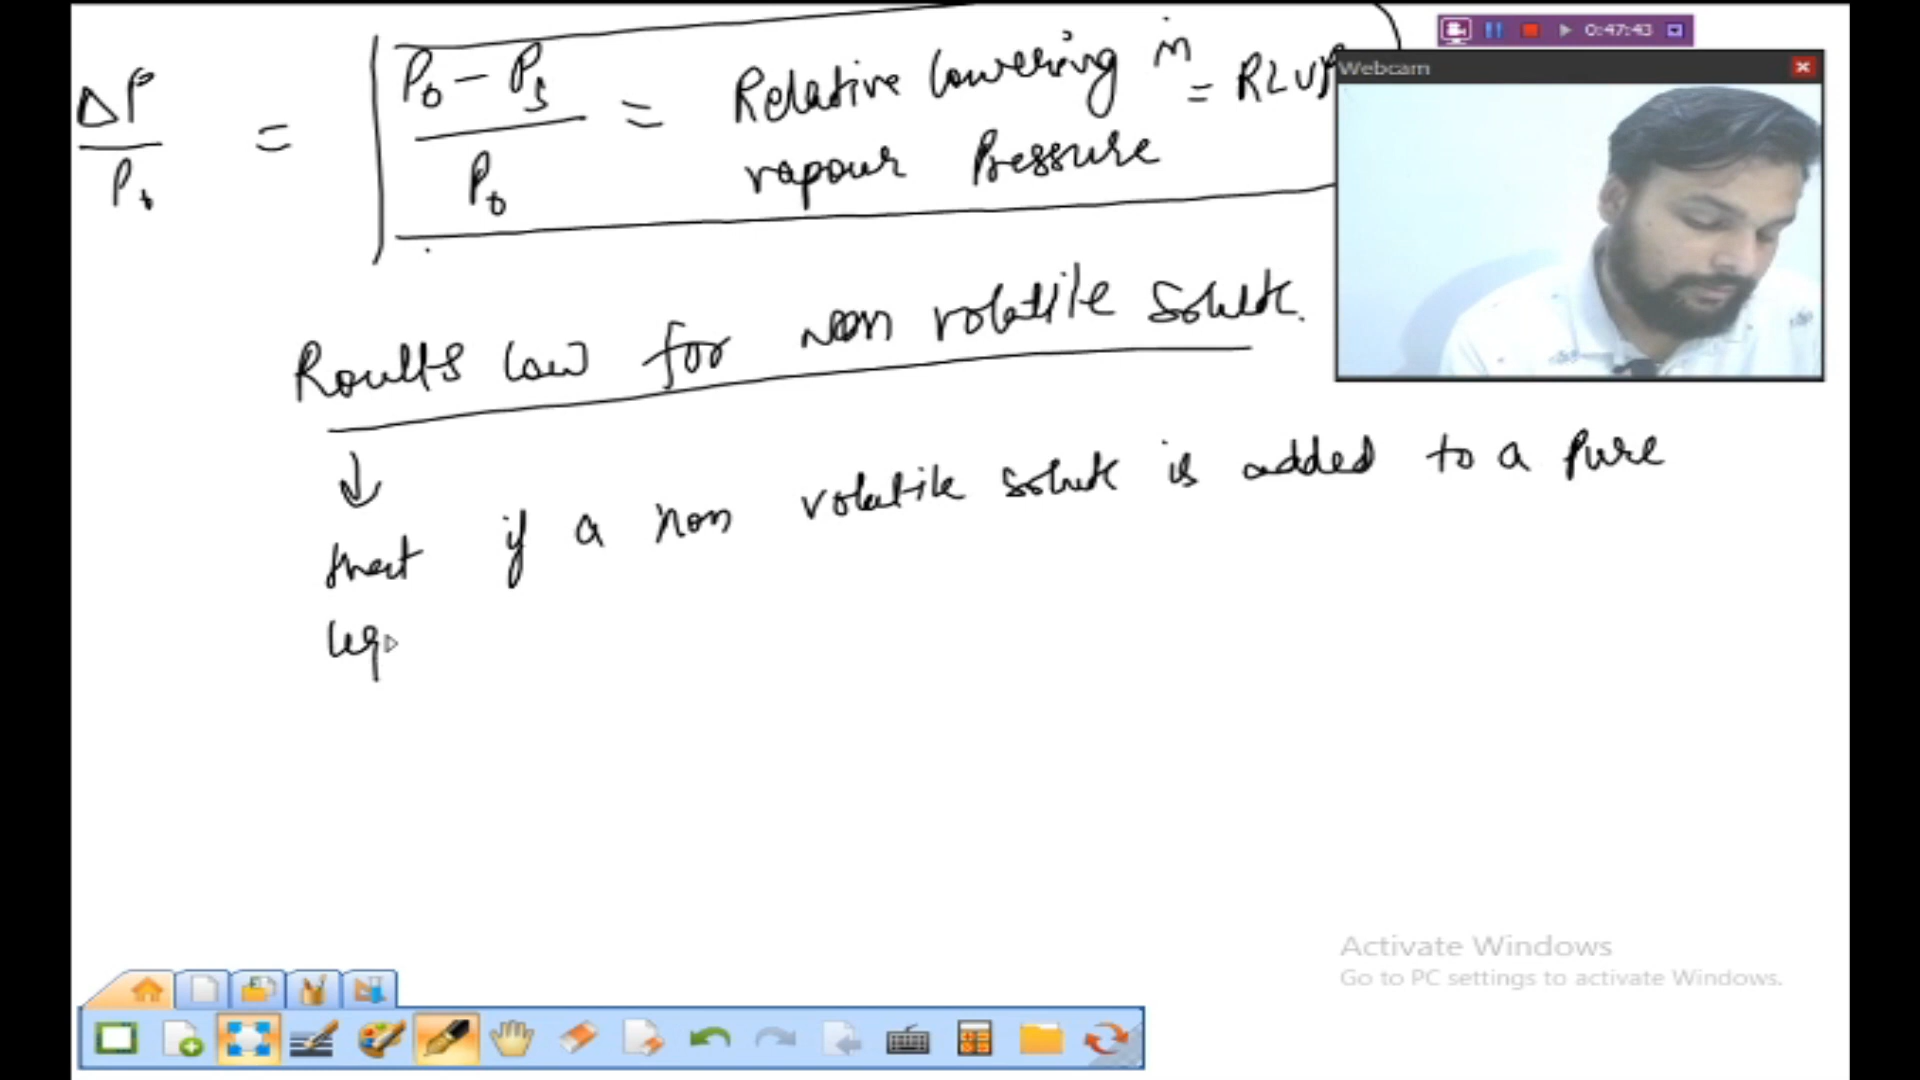 0:47:43
Webcam
ΔP / P₀ = P₀ - Pₛ / P₀ = Relative lowering in vapour Pressure = RLVP
Roults law for non volatile solute.
↓
that if a non volatile solute is added to a pure
liq
Activate Windows
Go to PC settings to activate Windows.